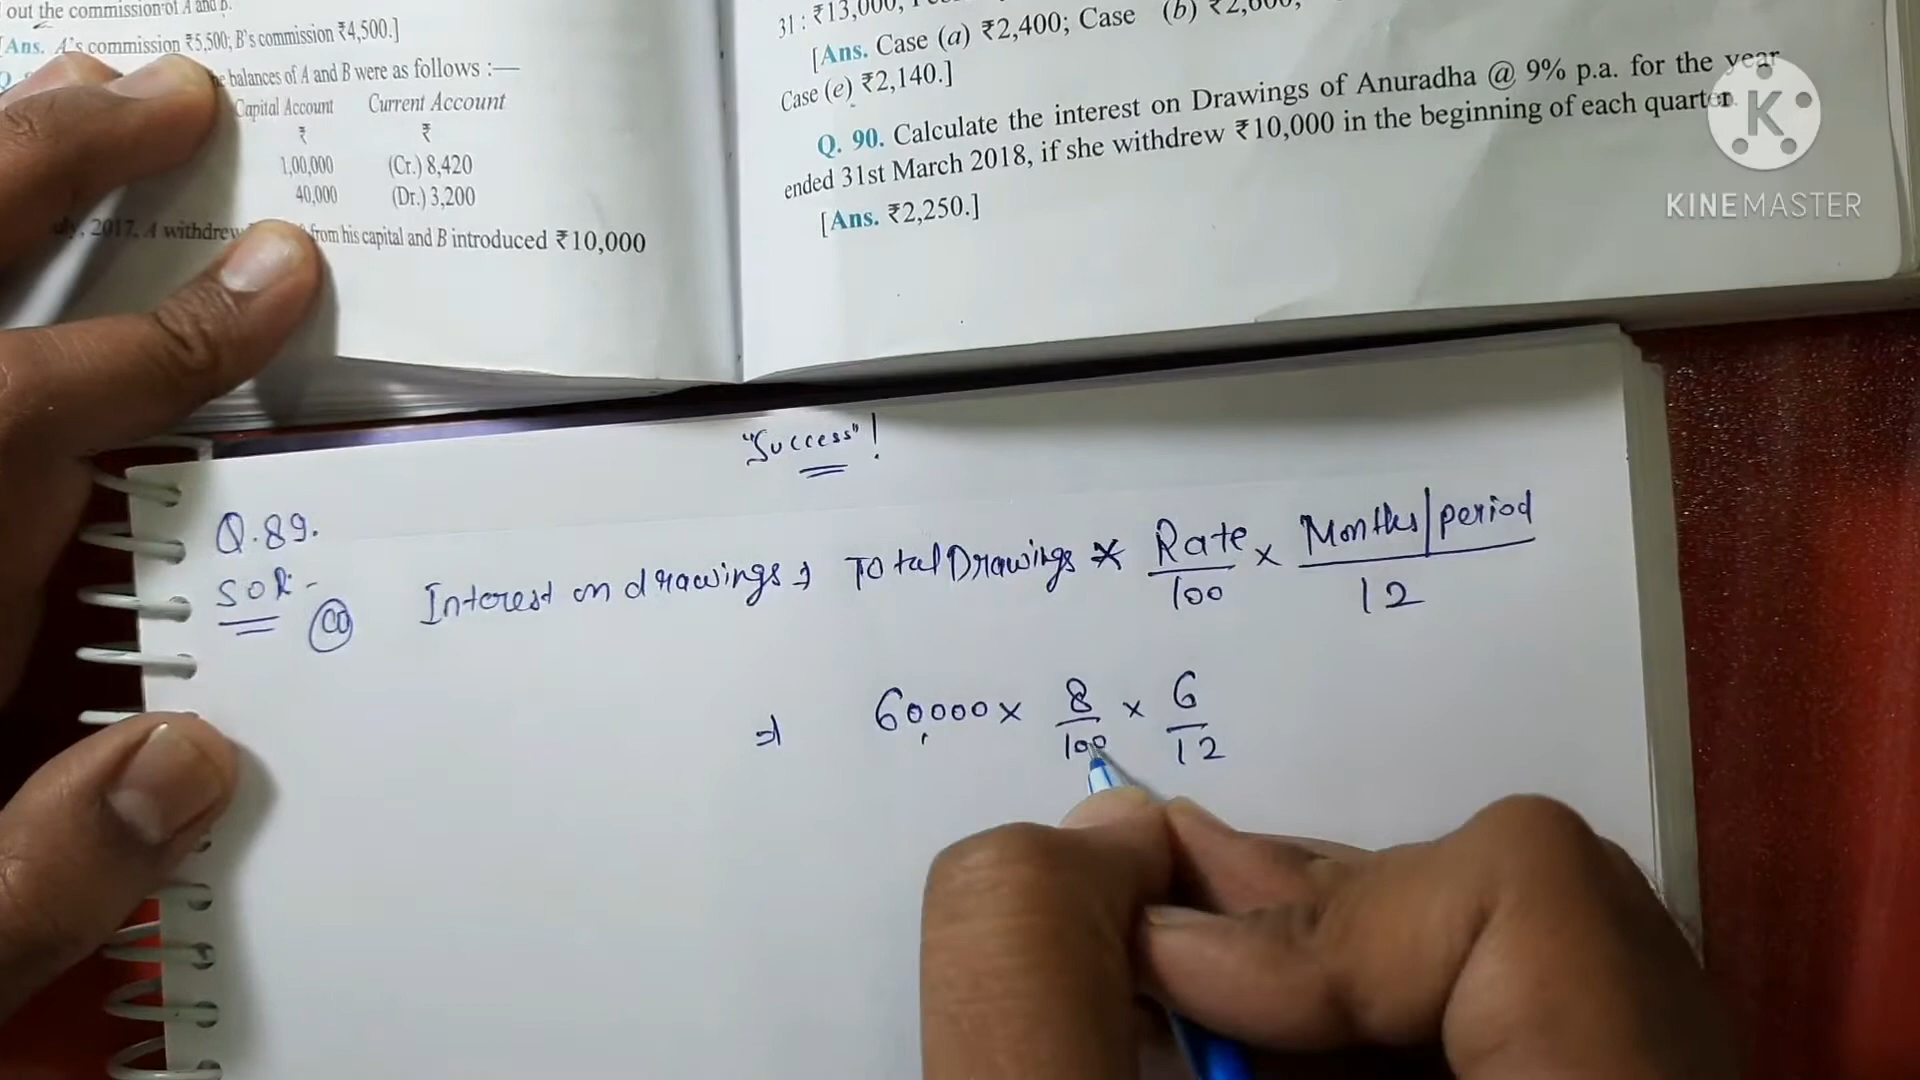 out the commission of A and B.
[Ans. A's commission ₹5,500; B's commission ₹4,500.]
balances of A and B were as follows :—
Capital Account Current Account
₹ ₹
1,00,000 (Cr.) 8,420
40,000 (Dr.) 3,200
2017, A withdrew from his capital and B introduced ₹10,000
31 : ₹13,000,
[Ans. Case (a) ₹2,400; Case (b)
Case (e) ₹2,140.]
Q. 90. Calculate the interest on Drawings of Anuradha @ 9% p.a. for the year
ended 31st March 2018, if she withdrew ₹10,000 in the beginning of each quarter.
[Ans. ₹2,250.]
K
KINEMASTER
"Success"!
Q.89.
Interest on drawings Total Drawings × Rate/100 × Months/period/12
⇒ 60000 × 8/100 × 6/12